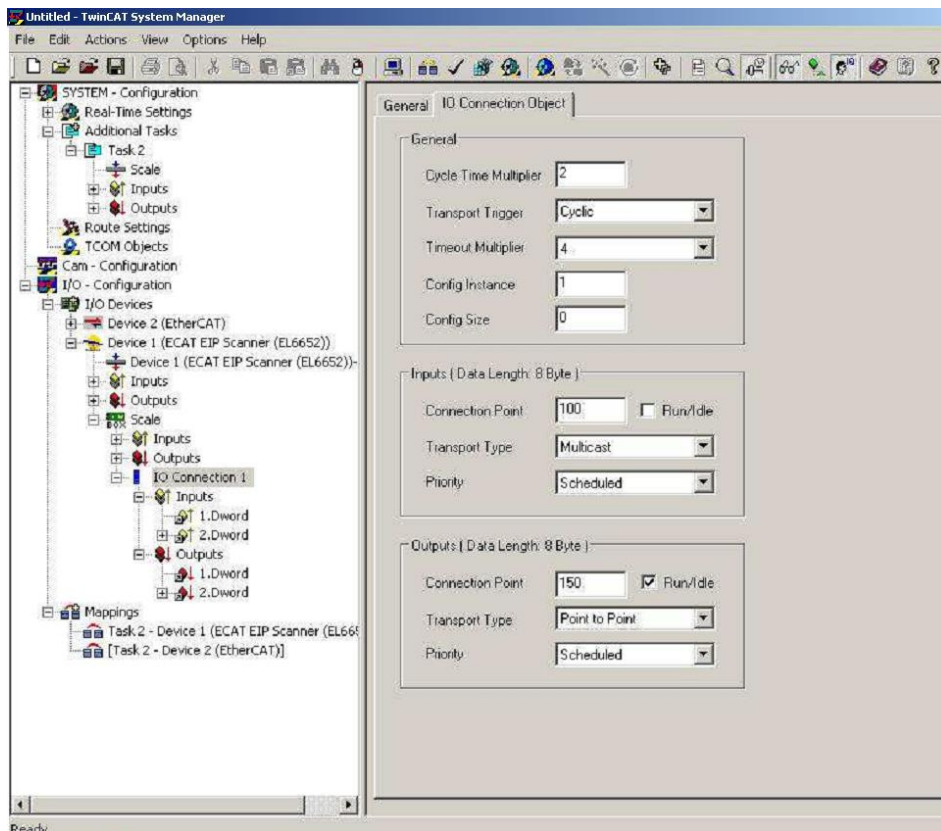 Untitled - TwinCAT System Manager
File Edit Actions View Options Help
SYSTEM - Configuration
Real-Time Settings
Additional Tasks
Task 2
Scale
Inputs
Outputs
Route Settings
TCOM Objects
Cam - Configuration
I/O - Configuration
I/O Devices
Device 2 (EtherCAT)
Device 1 (ECAT EIP Scanner (EL6652))
Device 1 (ECAT EIP Scanner (EL6652))-
Inputs
Outputs
Scale
Inputs
Outputs
IO Connection 1
Inputs
1.Dword
2.Dword
Outputs
1.Dword
2.Dword
Mappings
Task 2 - Device 1 (ECAT EIP Scanner (EL665
[Task 2 - Device 2 (EtherCAT)]
General IO Connection Object
General
Cycle Time Multiplier 2
Transport Trigger Cyclic
Timeout Multiplier 4
Config Instance 1
Config Size 0
Inputs ( Data Length: 8 Byte )
Connection Point 100 Run/Idle
Transport Type Multicast
Priority Scheduled
Outputs ( Data Length: 8 Byte )
Connection Point 150 Run/Idle
Transport Type Point to Point
Priority Scheduled
Ready